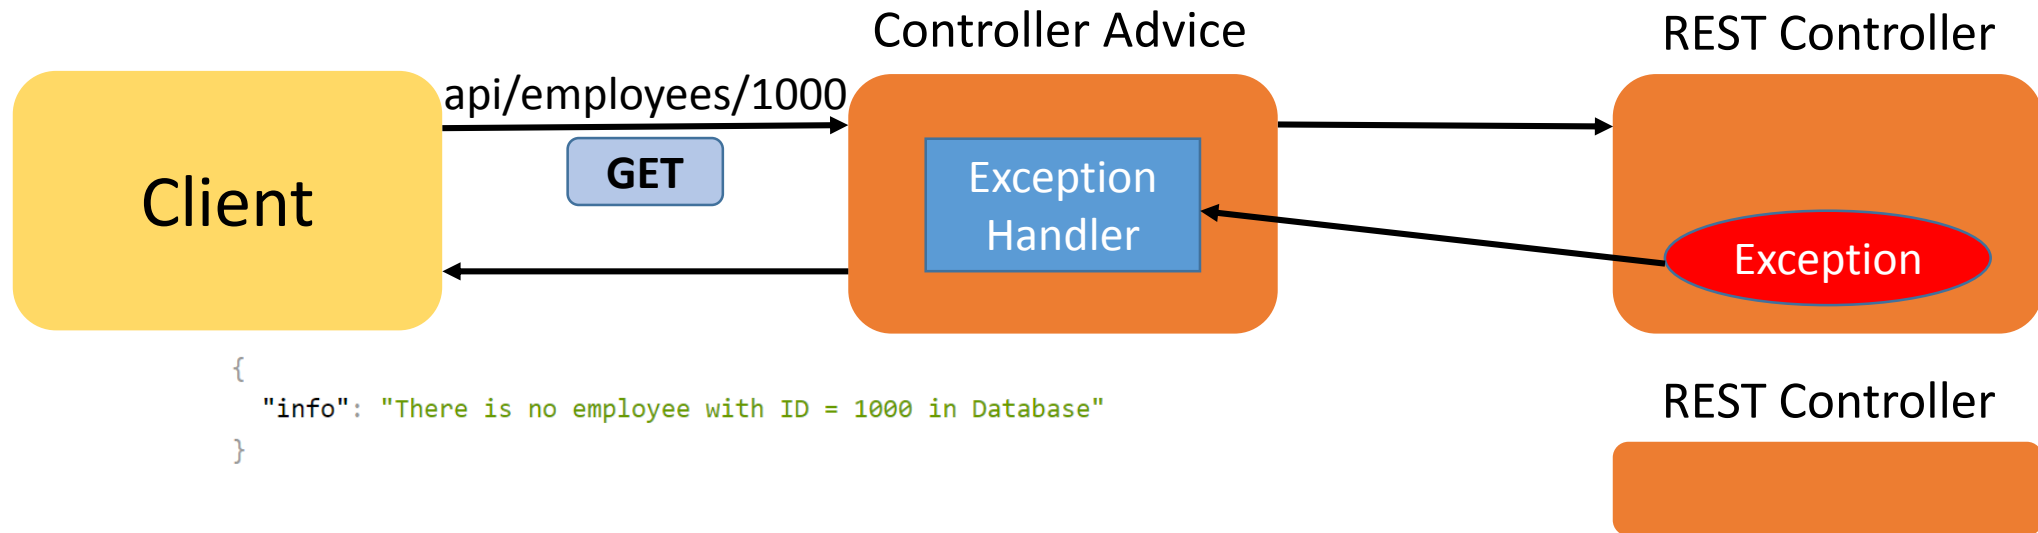 Controller Advice
REST Controller
api/employees/1000
GET
Client
Exception
Handler
Exception
{
"info": "There is no employee with ID = 1000 in Database"
}
REST Controller